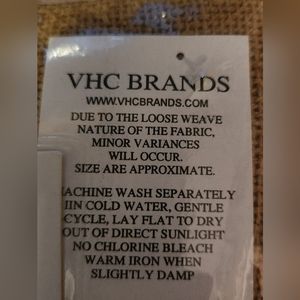 VHC BRANDS
WWW.VHCBRANDS.COM
DUE TO THE LOOSE WEAVE
NATURE OF THE FABRIC,
MINOR VARIANCES
WILL OCCUR.
SIZE ARE APPROXIMATE.
ACHINE WASH SEPARATELY
IIN COLD WATER, GENTLE
CYCLE, LAY FLAT TO DRY
OUT OF DIRECT SUNLIGHT
NO CHLORINE BLEACH
WARM IRON WHEN
SLIGHTLY DAMP